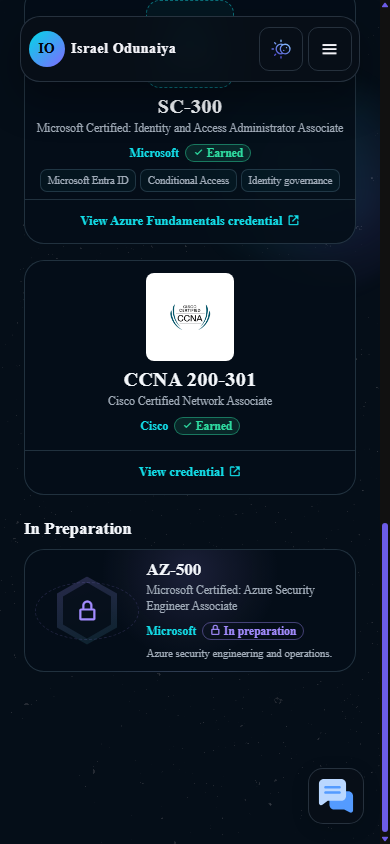 IO
Israel Odunaiya
SC-300
Microsoft Certified: Identity and Access Administrator Associate
Microsoft
Earned
Microsoft Entra ID
Conditional Access
Identity governance
View Azure Fundamentals credential
CISCO
CERTIFIED
CCNA
CCNA 200-301
Cisco Certified Network Associate
Cisco
Earned
View credential
In Preparation
AZ-500
Microsoft Certified: Azure Security
Engineer Associate
Microsoft
In preparation
Azure security engineering and operations.